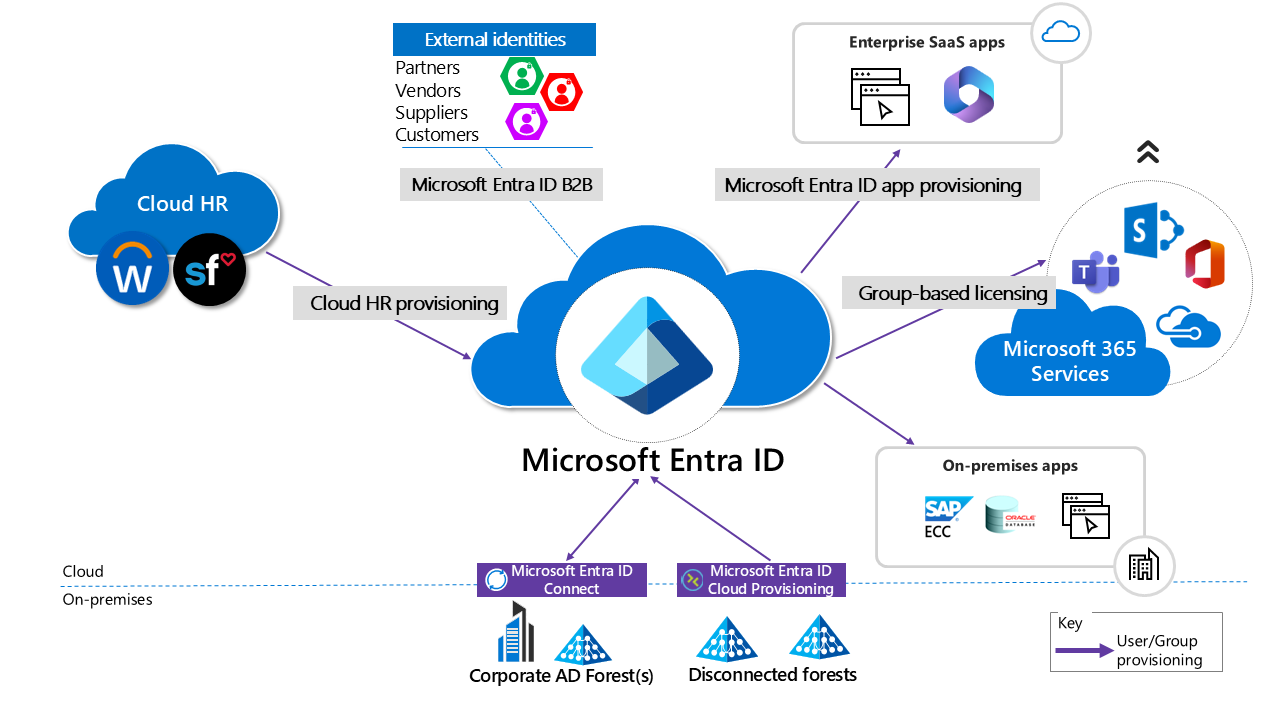 External identities
Partners
Vendors
Suppliers
Customers
Enterprise SaaS apps
Cloud HR
W
sf
Microsoft Entra ID B2B
Microsoft Entra ID app provisioning
Cloud HR provisioning
Group-based licensing
S
T
Microsoft 365
Services
Microsoft Entra ID
On-premises apps
SAP
ECC
ORACLE
DATABASE
Cloud
On-premises
Microsoft Entra ID
Connect
Microsoft Entra ID
Cloud Provisioning
Corporate AD Forest(s)
Disconnected forests
Key
User/Group
provisioning